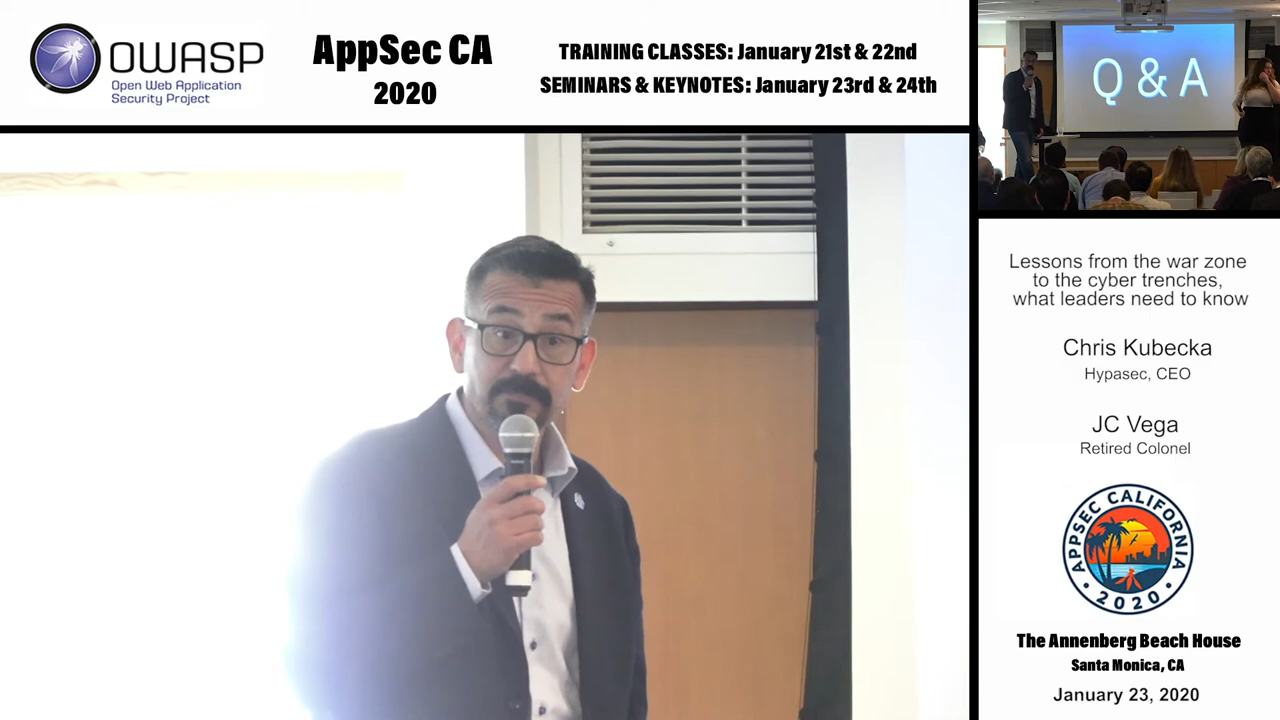 OWASP
Open Web Application
Security Project
AppSec CA
2020
TRAINING CLASSES: January 21st & 22nd
SEMINARS & KEYNOTES: January 23rd & 24th
Q & A
Lessons from the war zone
to the cyber trenches,
what leaders need to know
Chris Kubecka
Hypasec, CEO
JC Vega
Retired Colonel
APPSEC CALIFORNIA
• 2020 •
The Annenberg Beach House
Santa Monica, CA
January 23, 2020